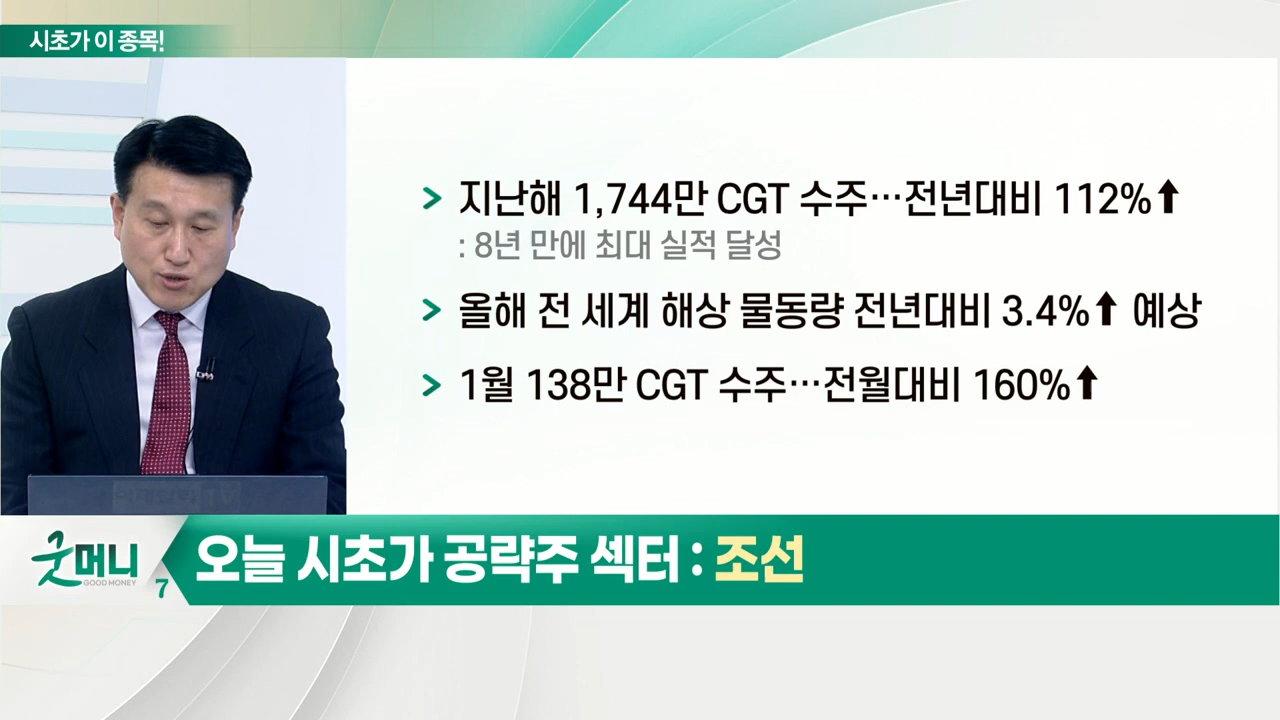 시초가 이 종목!
> 지난해 1,744만 CGT 수주…전년대비 112%⬆
: 8년 만에 최대 실적 달성
> 올해 전 세계 해상 물동량 전년대비 3.4%⬆ 예상
> 1월 138만 CGT 수주…전월대비 160%⬆
굿머니
GOOD MONEY
7
오늘 시초가 공략주 섹터 : 조선